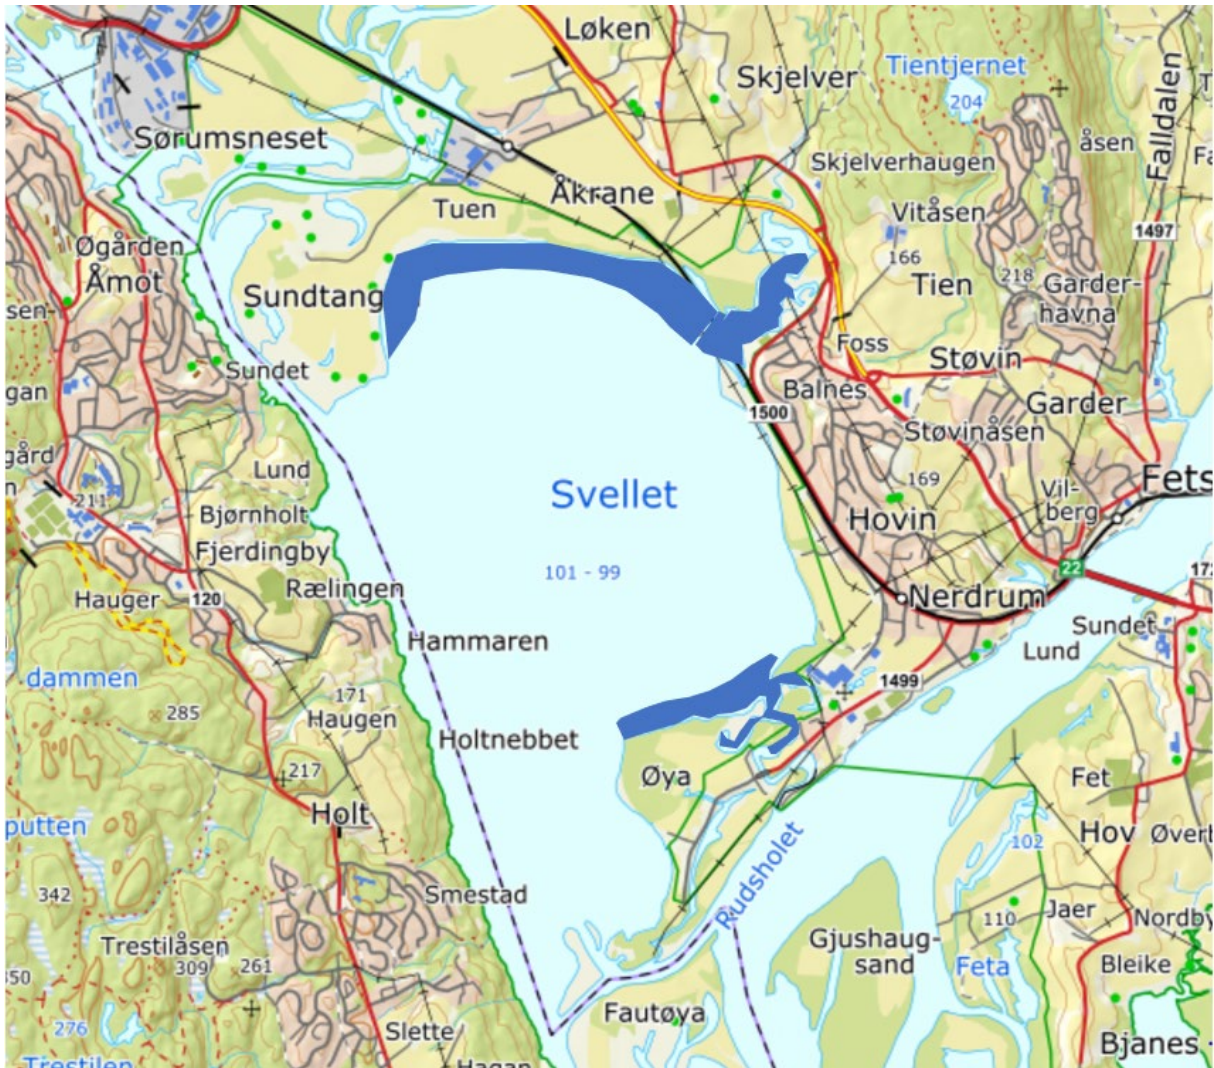 Løken
Skjelver
Tientjernet
204
Falldalen
åsen
Sørumsneset
Skjelverhaugen
Åkrane
Tuen
Vitåsen
1497
Øgården
Åmot
166
218
Tien
Garder-
havna
Sundtang
Foss
Støvin
Sundet
Balnes
1500
Garder
Støvinåsen
gård
Lund
169
Fets
211
Svellet
Vil-
berg
Bjørnholt
Hovin
Fjerdingby
101 - 99
22
Rælingen
Hauger
120
Nerdrum
Sundet
Hammaren
Lund
dammen
171
1499
285
Haugen
Holtnebbet
217
Øya
Fet
Holt
putten
Hov
102
Rudsholet
342
Smestad
Jaer
110
Nordby
Trestilåsen
309
261
Gjushaug-
sand
Feta
Bleike
Fautøya
276
Slette
Bjanes
Trestilen
Hagan